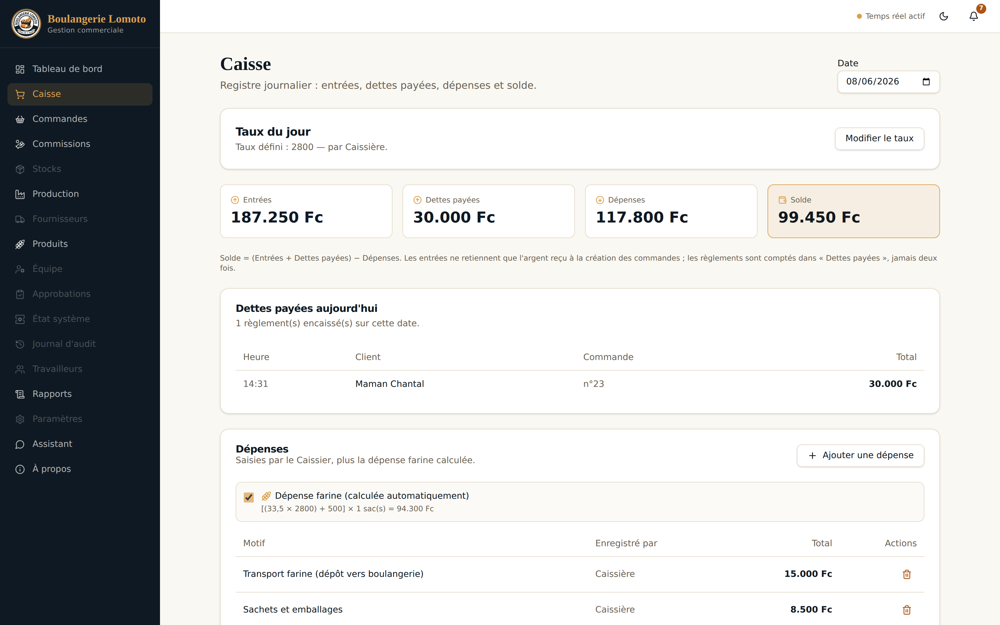 BOULANGERIE LOMOTO
Boulangerie Lomoto
Gestion commerciale
Tableau de bord
Caisse
Commandes
Commissions
Stocks
Production
Fournisseurs
Produits
Équipe
Approbations
État système
Journal d'audit
Travailleurs
Rapports
Paramètres
Assistant
À propos
Temps réel actif
7
Caisse
Registre journalier : entrées, dettes payées, dépenses et solde.
Date
08/06/2026
Taux du jour
Taux défini : 2800 — par Caissière.
Modifier le taux
Entrées
187.250 Fc
Dettes payées
30.000 Fc
Dépenses
117.800 Fc
Solde
99.450 Fc
Solde = (Entrées + Dettes payées) − Dépenses. Les entrées ne retiennent que l'argent reçu à la création des commandes ; les règlements sont comptés dans « Dettes payées », jamais deux
fois.
Dettes payées aujourd'hui
1 règlement(s) encaissé(s) sur cette date.
Heure Client Commande Total
14:31 Maman Chantal n°23 30.000 Fc
Dépenses
Saisies par le Caissier, plus la dépense farine calculée.
Ajouter une dépense
Dépense farine (calculée automatiquement)
[(33,5 × 2800) + 500] × 1 sac(s) = 94.300 Fc
Motif Enregistré par Total Actions
Transport farine (dépôt vers boulangerie) Caissière 15.000 Fc
Sachets et emballages Caissière 8.500 Fc